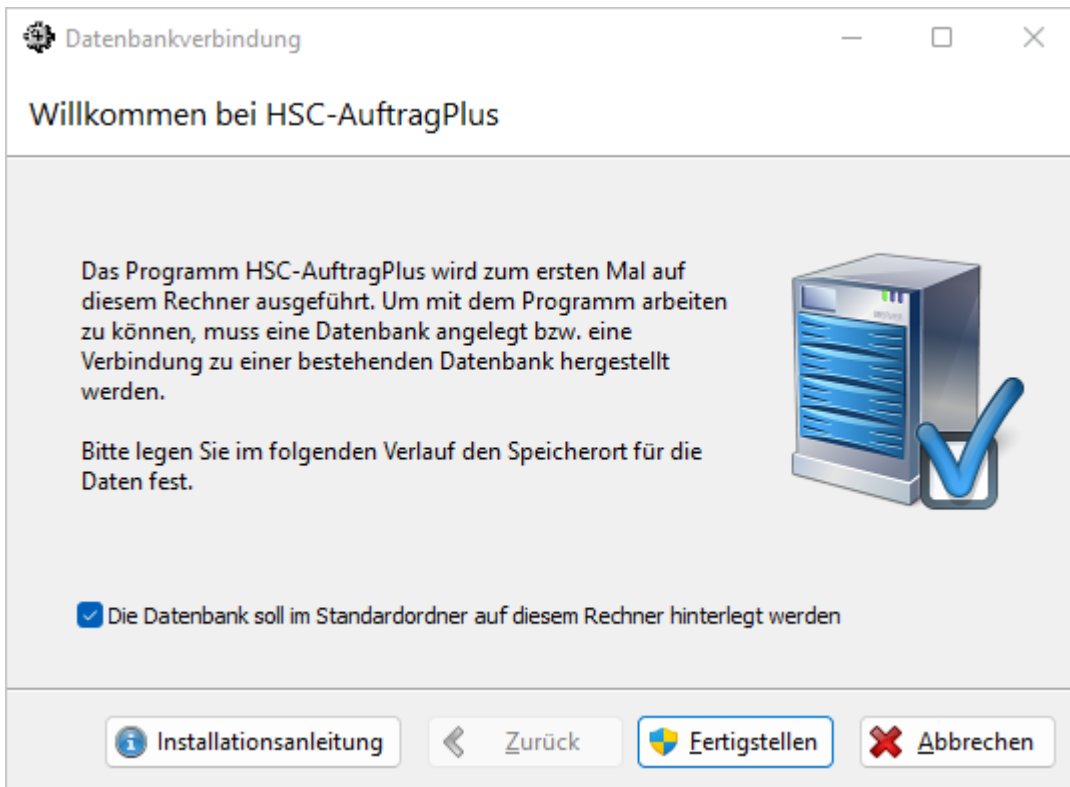 Datenbankverbindung
Willkommen bei HSC-AuftragPlus
Das Programm HSC-AuftragPlus wird zum ersten Mal auf
diesem Rechner ausgeführt. Um mit dem Programm arbeiten
zu können, muss eine Datenbank angelegt bzw. eine
Verbindung zu einer bestehenden Datenbank hergestellt
werden.
Bitte legen Sie im folgenden Verlauf den Speicherort für die
Daten fest.
Die Datenbank soll im Standardordner auf diesem Rechner hinterlegt werden
Installationsanleitung
Zurück
Fertigstellen
Abbrechen